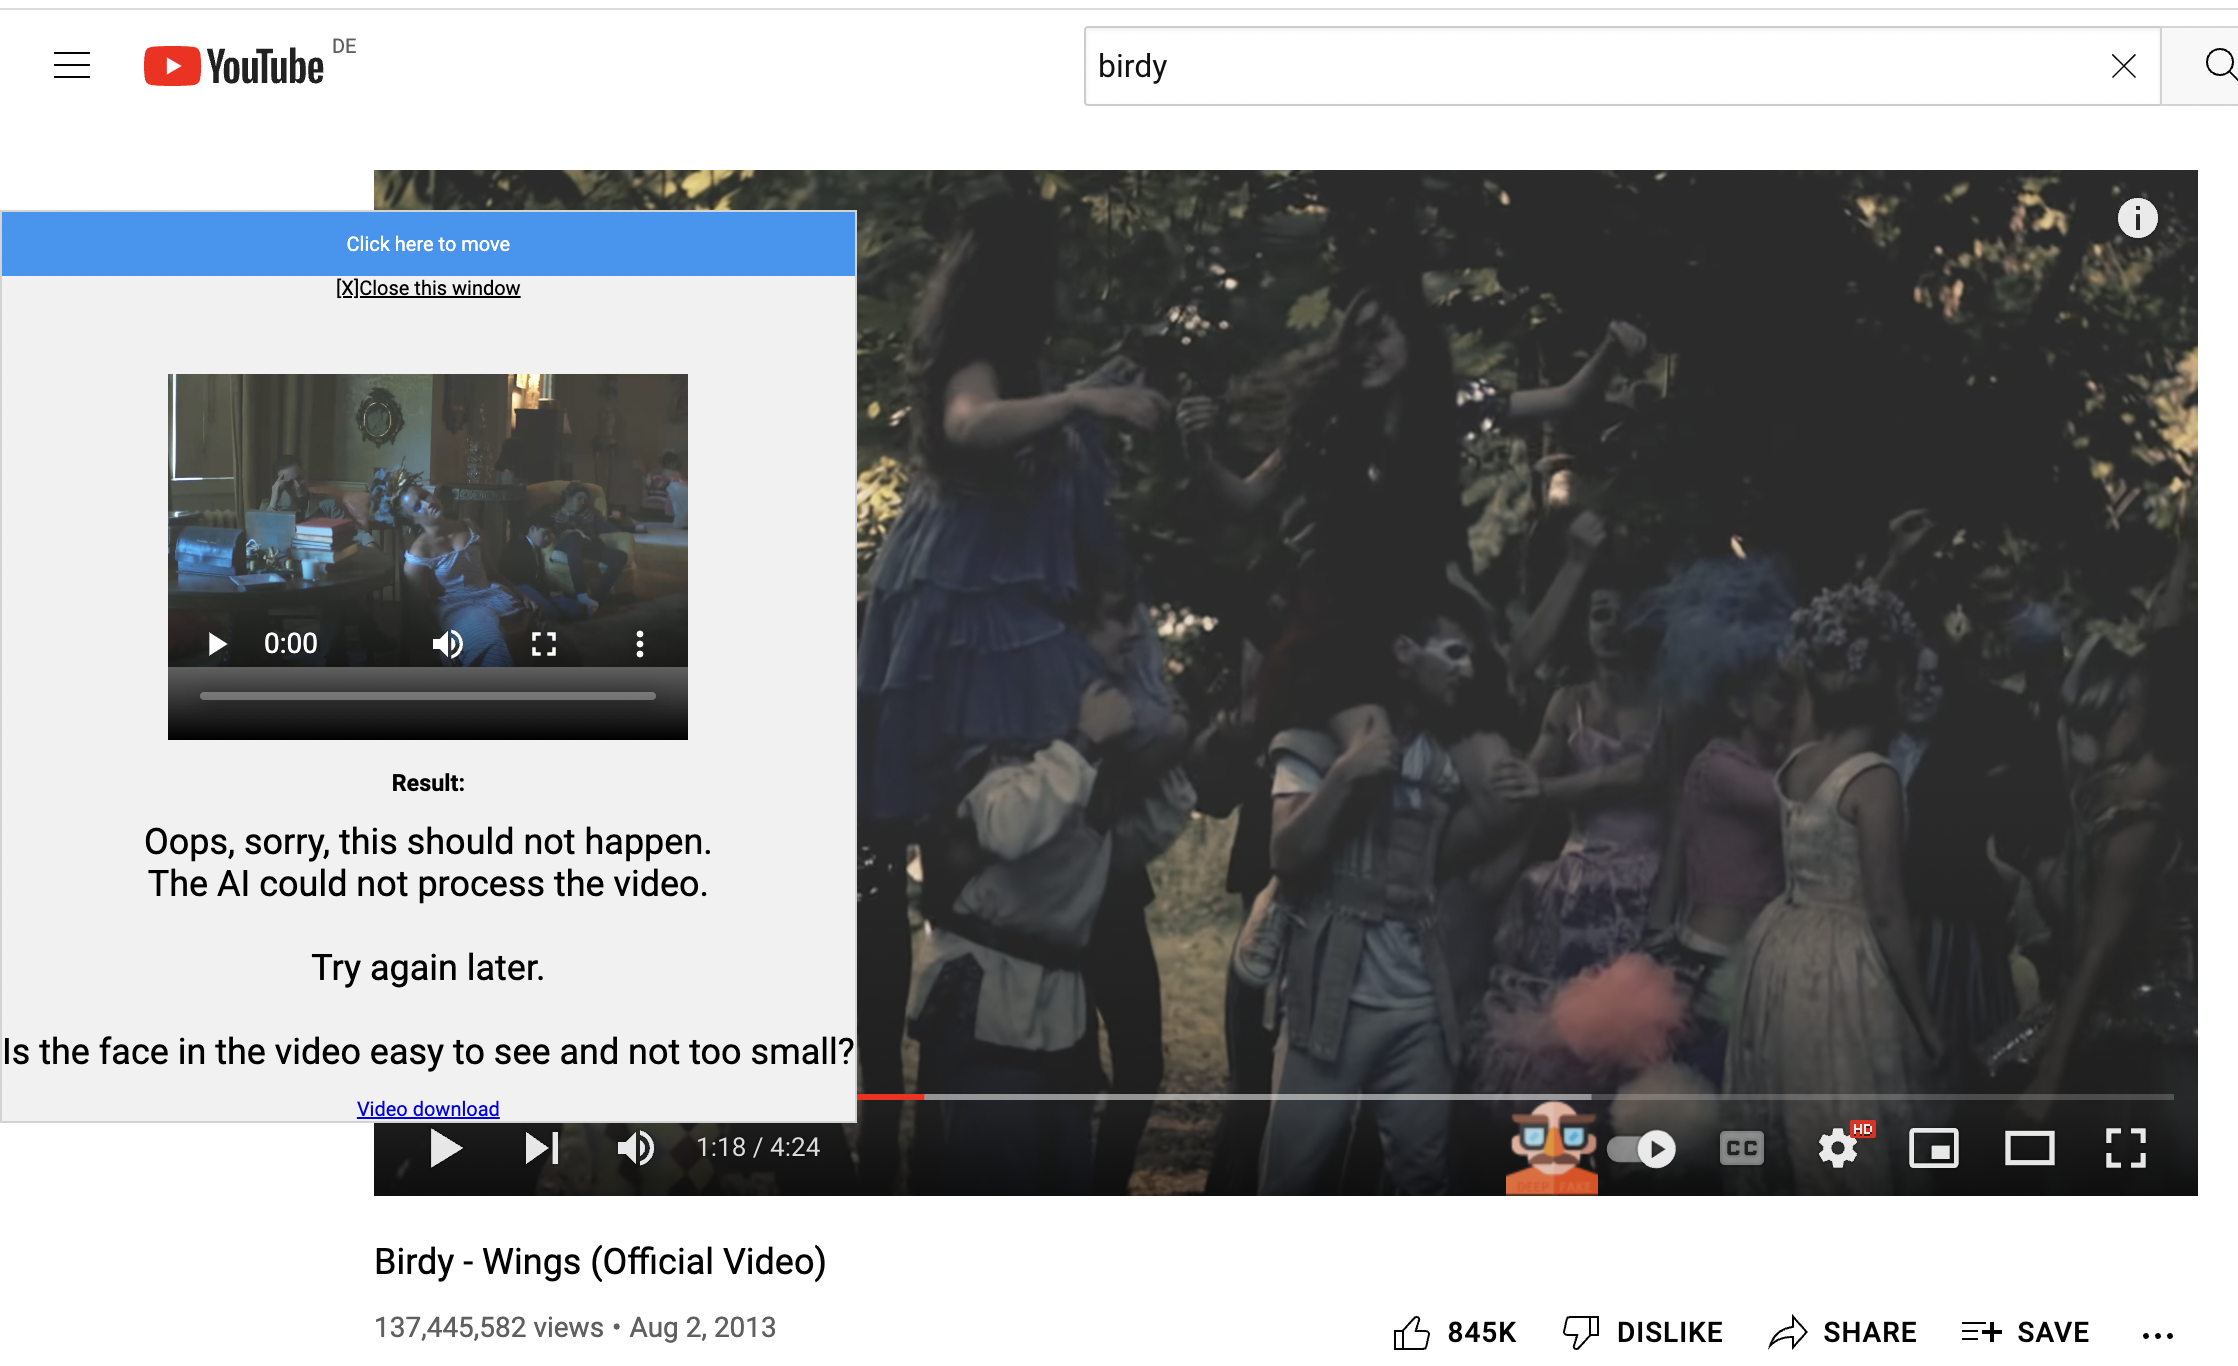 YouTube DE
birdy
Click here to move
[X]Close this window
0:00
Result:
Oops, sorry, this should not happen.
The AI could not process the video.
Try again later.
Is the face in the video easy to see and not too small?
Video download
1:18 / 4:24
DEEP FAKE
CC
HD
Birdy - Wings (Official Video)
137,445,582 views • Aug 2, 2013
845K
DISLIKE
SHARE
SAVE